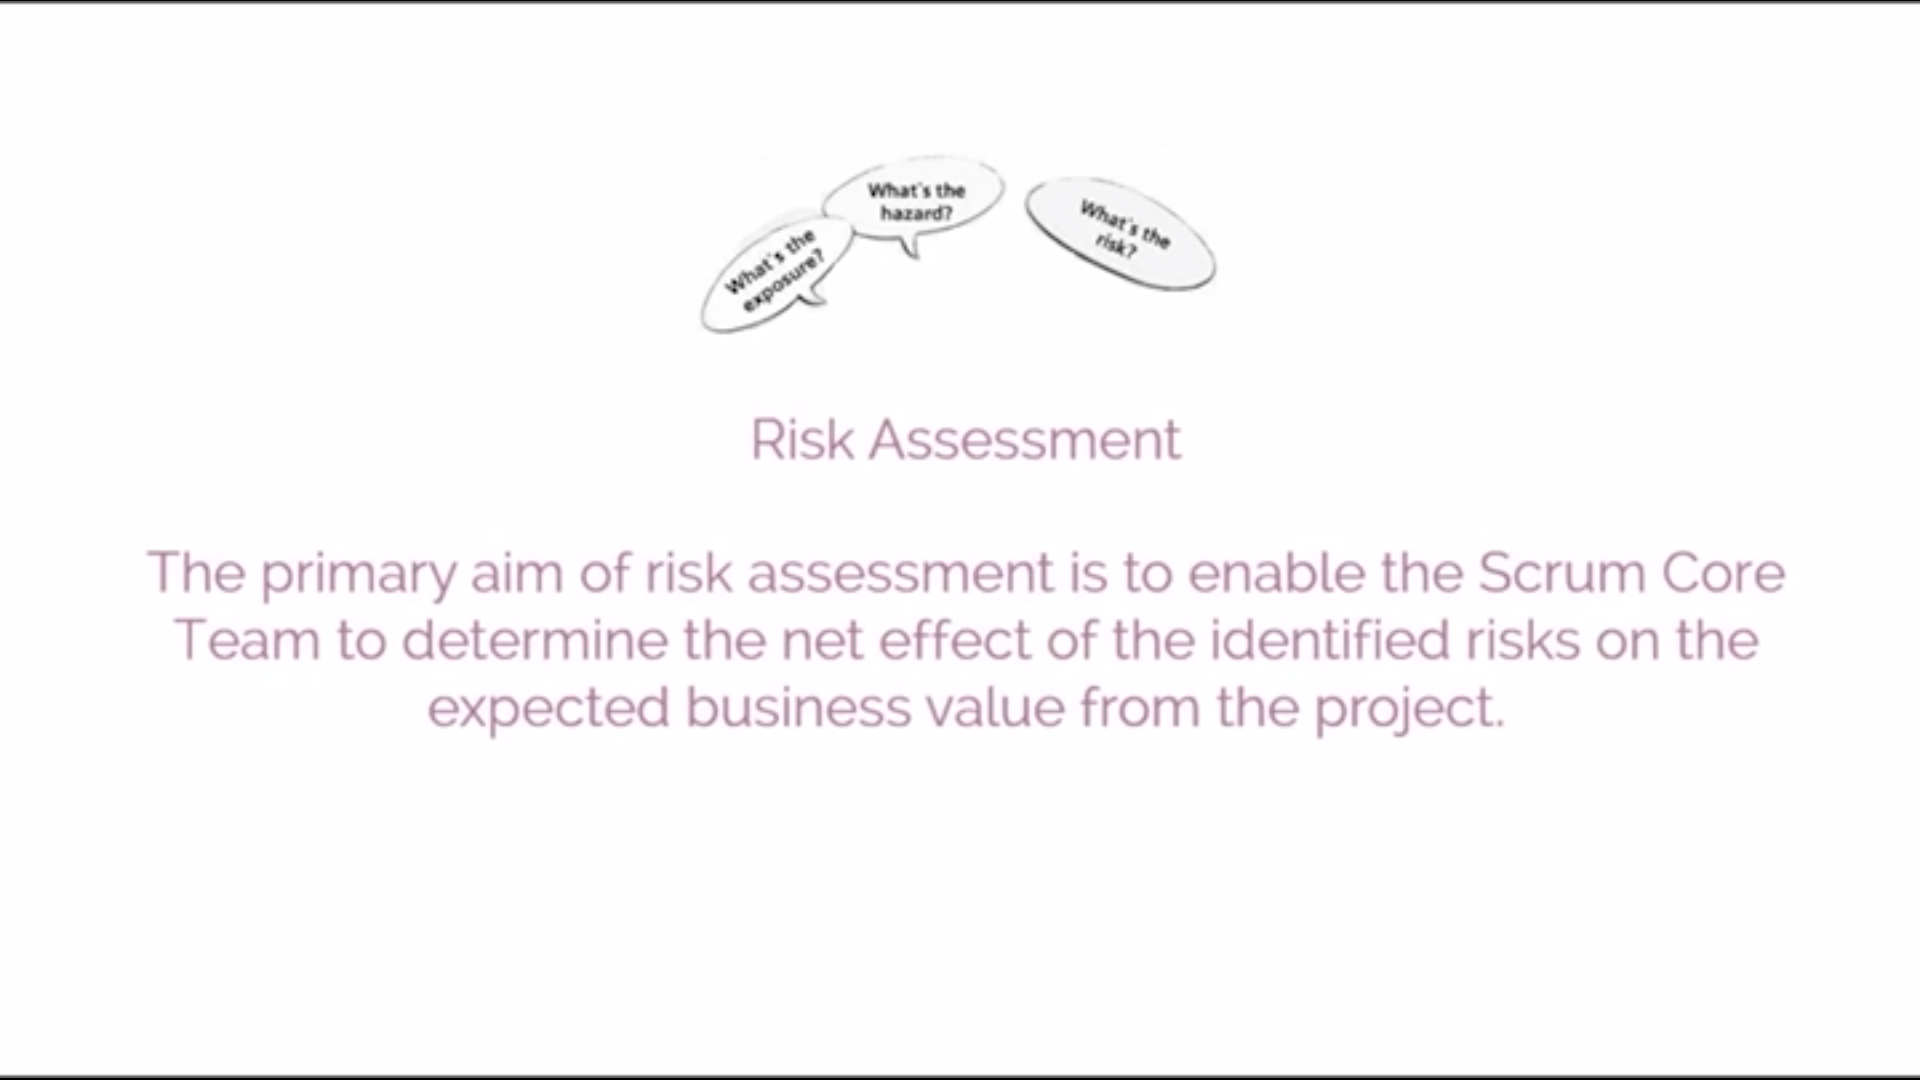 What's the
hazard?
What's the
risk?
What's the
exposure?
Risk Assessment
The primary aim of risk assessment is to enable the Scrum Core
Team to determine the net effect of the identified risks on the
expected business value from the project.